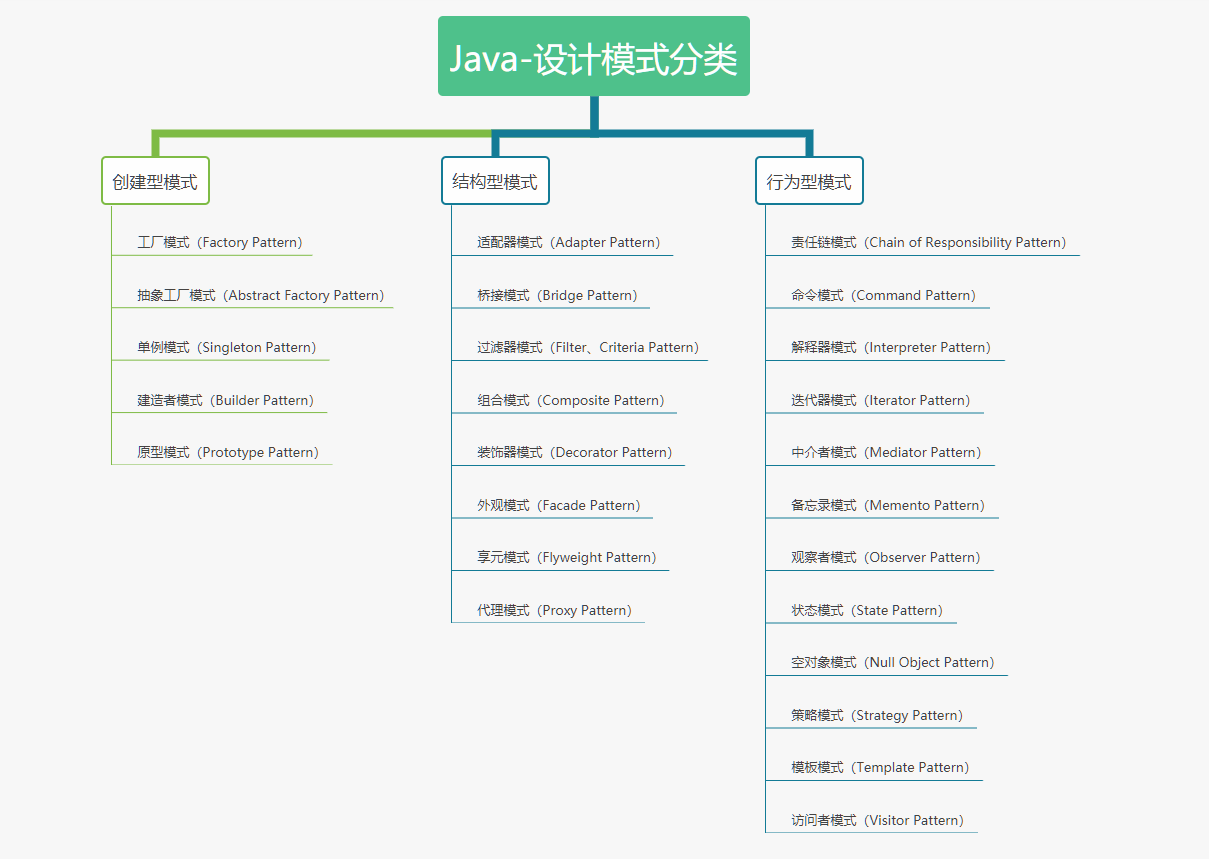 Java-设计模式分类
创建型模式
工厂模式（Factory Pattern）
抽象工厂模式（Abstract Factory Pattern）
单例模式（Singleton Pattern）
建造者模式（Builder Pattern）
原型模式（Prototype Pattern）
结构型模式
适配器模式（Adapter Pattern）
桥接模式（Bridge Pattern）
过滤器模式（Filter、Criteria Pattern）
组合模式（Composite Pattern）
装饰器模式（Decorator Pattern）
外观模式（Facade Pattern）
享元模式（Flyweight Pattern）
代理模式（Proxy Pattern）
行为型模式
责任链模式（Chain of Responsibility Pattern）
命令模式（Command Pattern）
解释器模式（Interpreter Pattern）
迭代器模式（Iterator Pattern）
中介者模式（Mediator Pattern）
备忘录模式（Memento Pattern）
观察者模式（Observer Pattern）
状态模式（State Pattern）
空对象模式（Null Object Pattern）
策略模式（Strategy Pattern）
模板模式（Template Pattern）
访问者模式（Visitor Pattern）